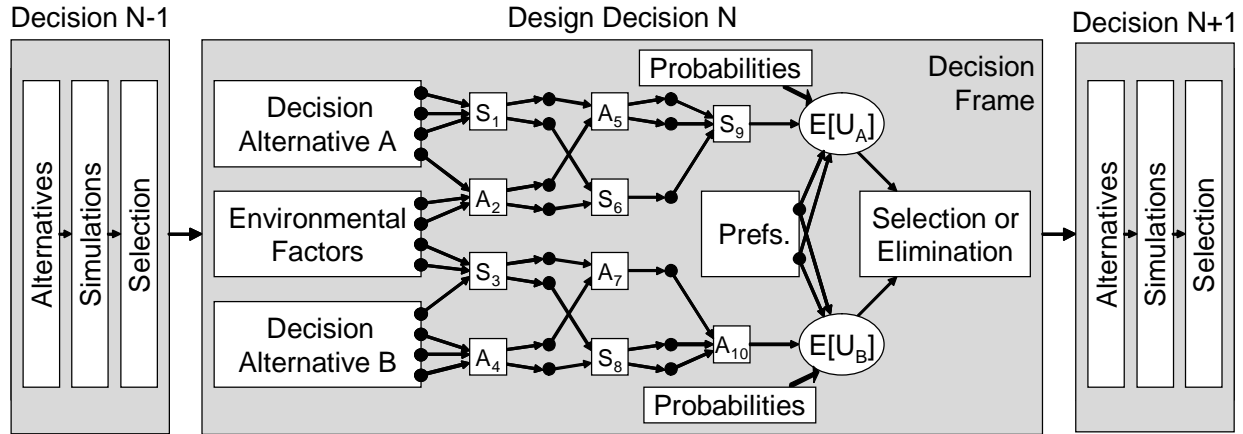 Decision N-1
Design Decision N
Decision N+1
Alternatives
Simulations
Selection
Decision
Alternative A
Environmental
Factors
Decision
Alternative B
S1
A2
S3
A4
A5
S6
A7
S8
S9
A10
Probabilities
Decision
Frame
E[UA]
Prefs.
Selection or
Elimination
E[UB]
Probabilities
Alternatives
Simulations
Selection